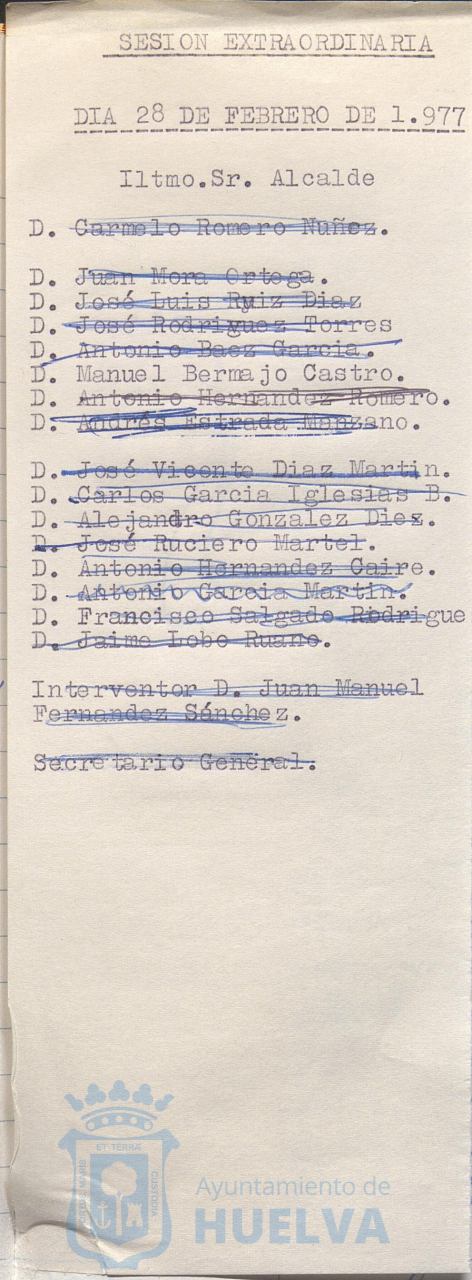 SESION EXTRAORDINARIA
DIA 28 DE FEBRERO DE 1.977
Iltmo.Sr. Alcalde
D. Carmelo Romero Nuñez.
D. Juan Mora Ortega.
D. José Luis Ruiz Diaz
D. José Rodriguez Torres
D. Antonio Baez Garcia.
D. Manuel Bermajo Castro.
D. Antonio Hernandez Romero.
D. Andrés Estrada Manzano.
D. José Vicente Diaz Martin.
D. Carlos Garcia Iglesias B.
D. Alejandro Gonzalez Diez.
D. José Ruciero Martel.
D. Antonio Hernandez Caire.
D. Antonio Garcia Martin.
D. Francisco Salgado Rodrigue
D. Jaime Lobo Ruano.
Interventor D. Juan Manuel
Fernandez Sánchez.
Secretario General.
ET TERRÆ
CUSTODIA
Ayuntamiento de
HUELVA